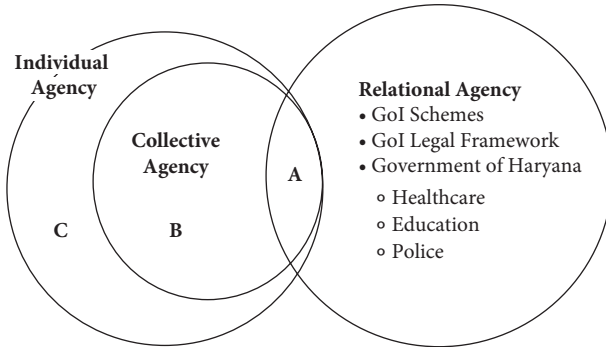 Individual
Agency
Collective
Agency
A
B
C
Relational Agency
• GoI Schemes
• GoI Legal Framework
• Government of Haryana
o Healthcare
o Education
o Police